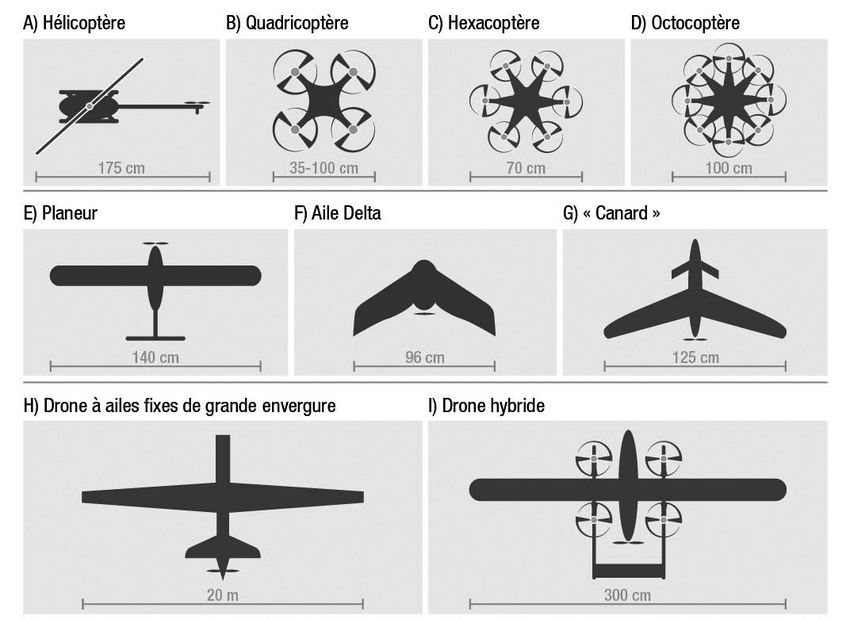 A) Hélicoptère
B) Quadricoptère
C) Hexacoptère
D) Octocoptère
175 cm
35-100 cm
70 cm
100 cm
E) Planeur
F) Aile Delta
G) « Canard »
140 cm
96 cm
125 cm
H) Drone à ailes fixes de grande envergure
I) Drone hybride
20 m
300 cm